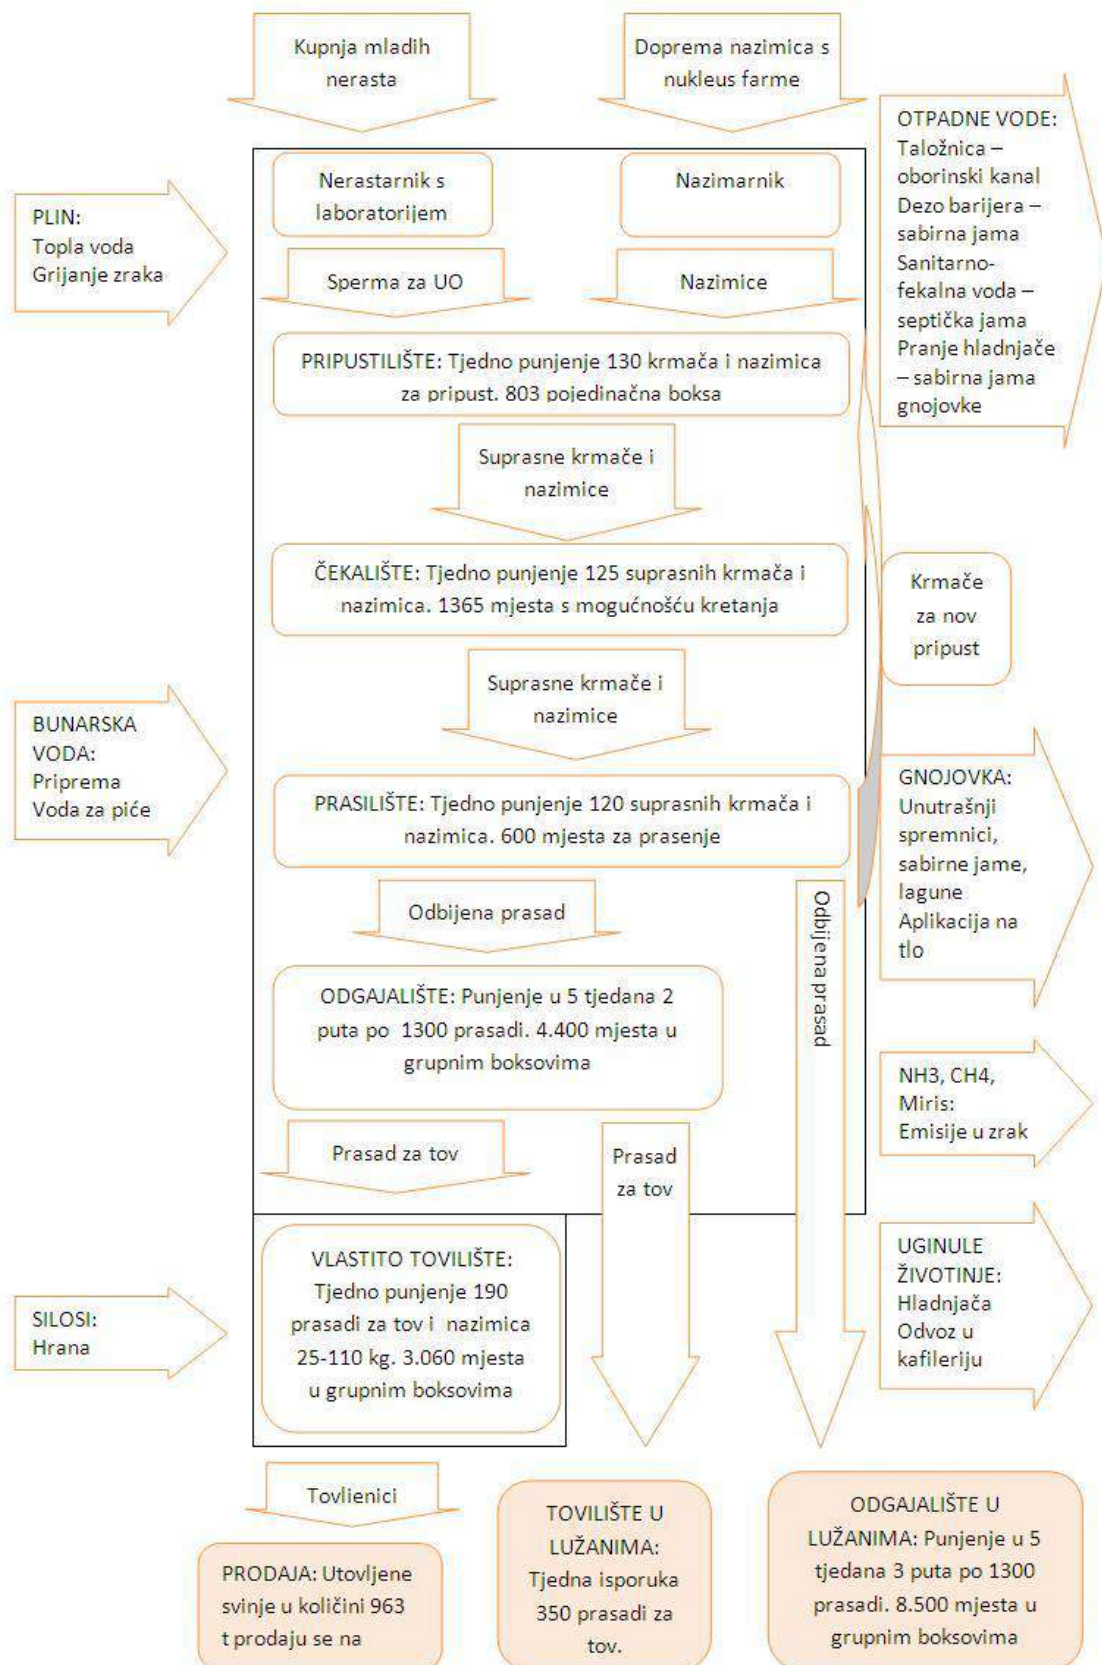 Kupnja mladih
nerasta
Doprema nazimica s
nukleus farme
OTPADNE VODE:
Taložnica –
oborinski kanal
Dezo barijera –
sabirna jama
Sanitarno-
fekalna voda –
septička jama
Pranje hladnjače
– sabirna jama
gnojovke
Nerastarnik s
laboratorijem
Nazimarnik
PLIN:
Topla voda
Grijanje zraka
Sperma za UO
Nazimice
PRIPUSTILIŠTE: Tjedno punjenje 130 krmača i nazimica
za pripust. 803 pojedinačna boksa
Suprasne krmače i
nazimice
ČEKALIŠTE: Tjedno punjenje 125 suprasnih krmača i
nazimica. 1365 mjesta s mogućnošću kretanja
Krmače
za nov
pripust
Suprasne krmače i
nazimice
BUNARSKA
VODA:
Priprema
Voda za piće
PRASILIŠTE: Tjedno punjenje 120 suprasnih krmača i
nazimica. 600 mjesta za prasenje
GNOJOVKA:
Unutrašnji
spremnici,
sabirne jame,
lagune
Aplikacija na
tlo
Odbijena prasad
Odbijena prasad
ODGAJALIŠTE: Punjenje u 5 tjedana 2
puta po 1300 prasadi. 4.400 mjesta u
grupnim boksovima
NH3, CH4,
Miris:
Emisije u zrak
Prasad za tov
Prasad
za tov
VLASTITO TOVILIŠTE:
Tjedno punjenje 190
prasadi za tov i nazimica
25-110 kg. 3.060 mjesta
u grupnim boksovima
UGINULE
ŽIVOTINJE:
Hladnjača
Odvoz u
kafileriju
SILOSI:
Hrana
Tovljenici
PRODAJA: Utovljene
svinje u količini 963
t prodaju se na
TOVILIŠTE U
LUŽANIMA:
Tjedna isporuka
350 prasadi za
tov.
ODGAJALIŠTE U
LUŽANIMA: Punjenje u 5
tjedana 3 puta po 1300
prasadi. 8.500 mjesta u
grupnim boksovima